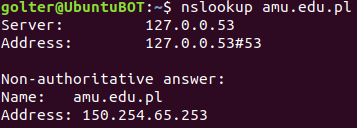 golter@UbuntuBOT:~$ nslookup amu.edu.pl
Server:		127.0.0.53
Address:	127.0.0.53#53

Non-authoritative answer:
Name:	amu.edu.pl
Address: 150.254.65.253